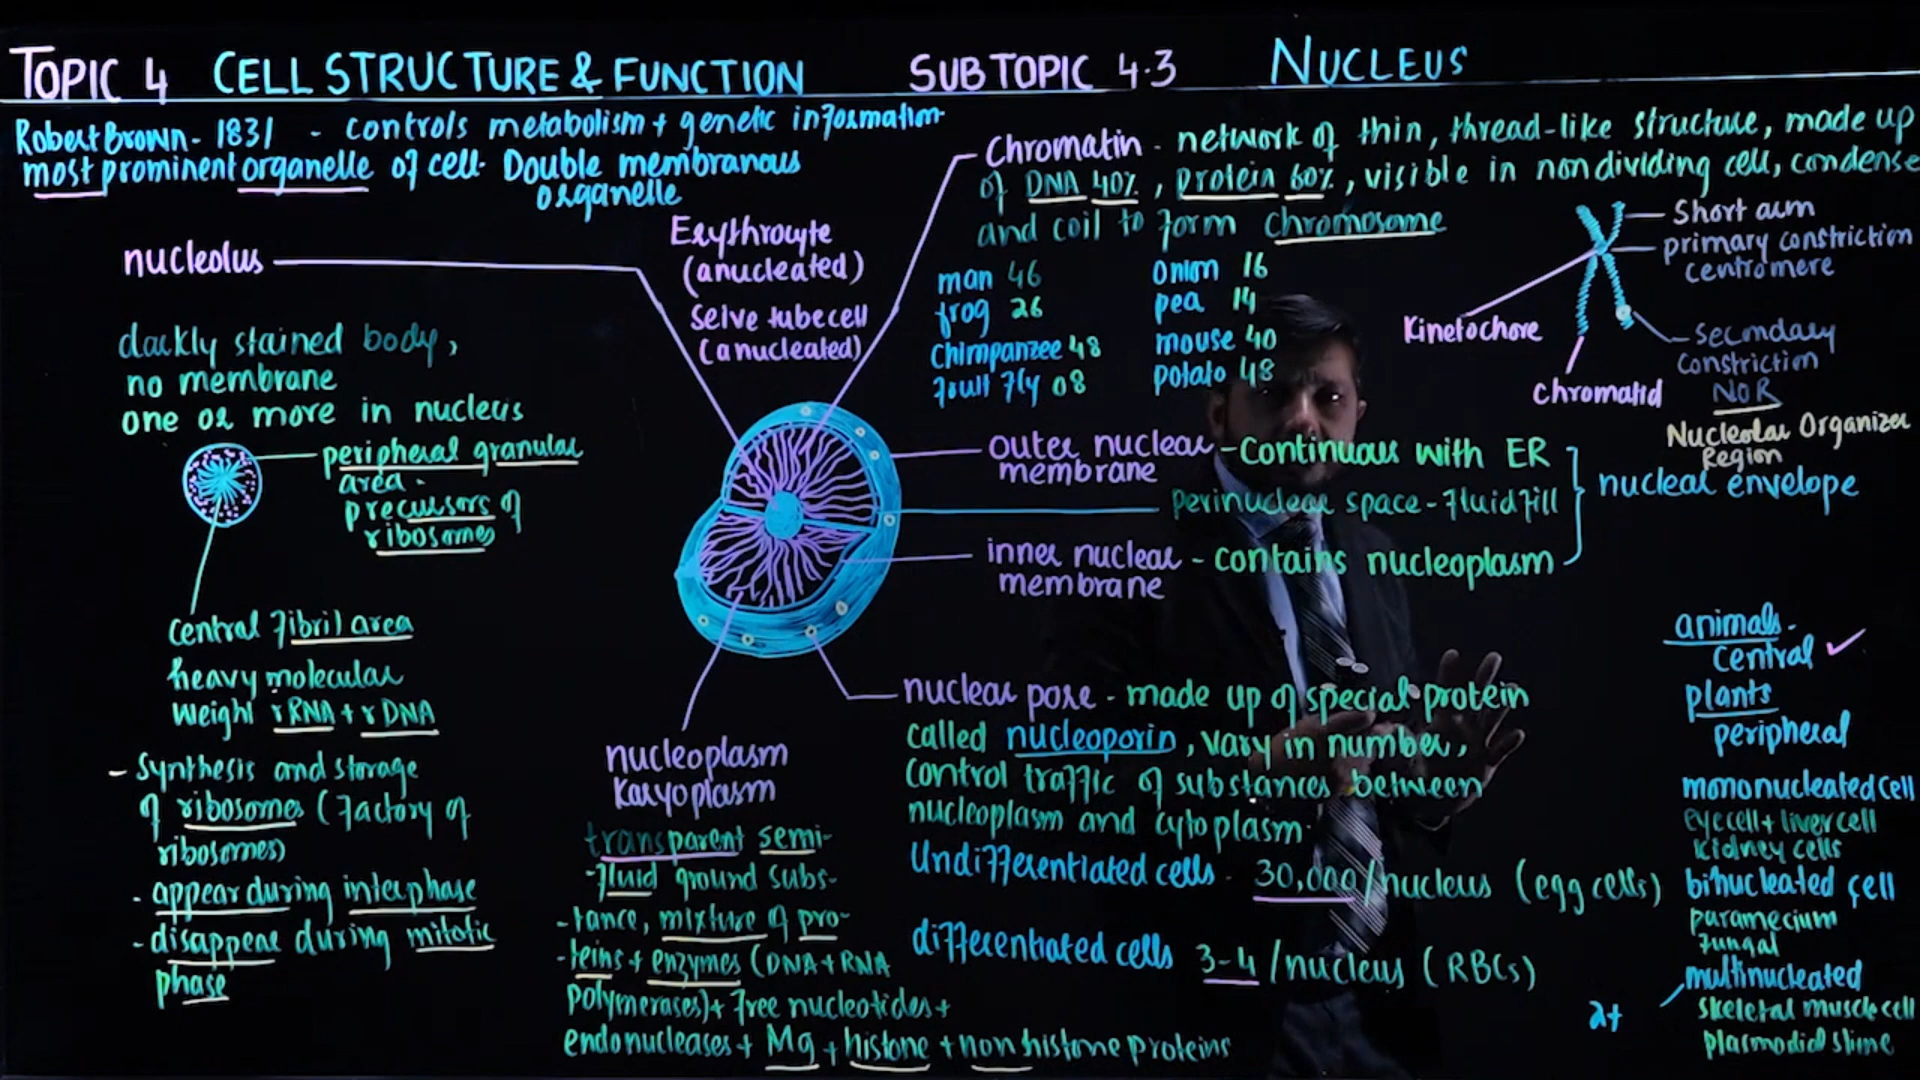 TOPIC 4 CELL STRUCTURE & FUNCTION SUBTOPIC 4.3 NUCLEUS
Robert Brown - 1831 - controls metabolism + genetic information
most prominent organelle of cell. Double membranous
organelle
nucleolus
darkly stained body,
no membrane
one or more in nucleus
peripheral granular
area.
precursors of
ribosomes
central fibril area
heavy molecular
weight rRNA + rDNA
- Synthesis and storage
of ribosomes (factory of
ribosomes)
- appear during interphase
- disappear during mitotic
phase
Erythrocyte
(anucleated)
Seive tube cell
(anucleated)
Chromatin - network of thin, thread-like structure, made up
of DNA 40%, protein 60%, visible in nondividing cell, condense
and coil to form Chromosome
man 46
frog 26
Chimpanzee 48
fruit fly 08
onion 16
pea 14
mouse 40
potato 48
Short arm
primary constriction
centromere
Kinetochore
secondary
constriction
NOR
Chromatid
Nucleolar Organizer
Region
outer nuclear
membrane - Continuous with ER
perinuclear space - fluid fill
inner nuclear
membrane - contains nucleoplasm
nuclear envelope
nuclear pore - made up of special protein
called nucleoporin, vary in number,
control traffic of substances between
nucleoplasm and cytoplasm.
Undifferentiated cells - 30,000/nucleus (egg cells)
differentiated cells 3-4/nucleus (RBCs)
nucleoplasm
Karyoplasm
transparent semi-
-fluid ground subs-
-tance, mixture of pro-
-teins + enzymes (DNA + RNA
polymerases) + free nucleotides +
endonucleases + Mg + histone + non histone proteins
animals -
central ✓
plants
peripheral
mononucleated cell
eye cell + liver cell
kidney cells
binucleated cell
paramecium
fungal
multinucleated
2+
skeletal muscle cell
plasmodial slime